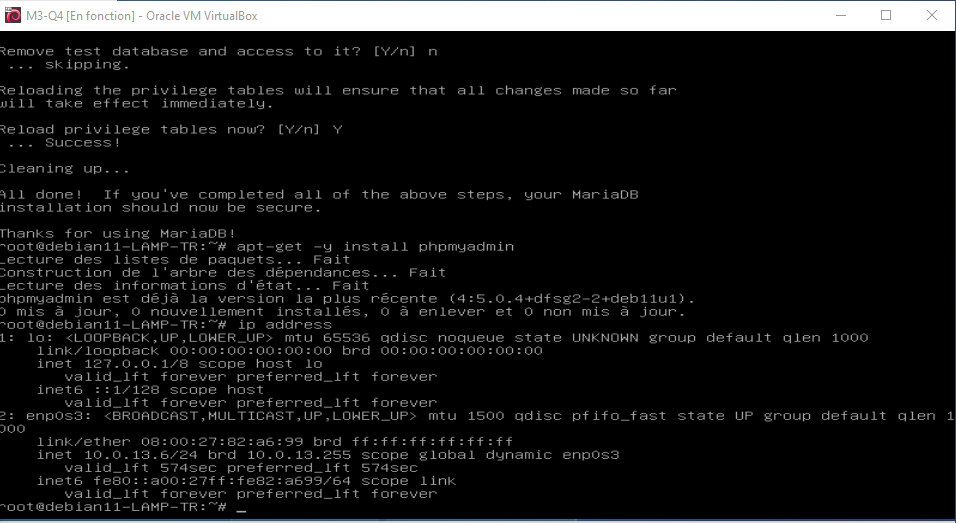 M3-Q4 [En fonction] - Oracle VM VirtualBox
Remove test database and access to it? [Y/n] n
 ... skipping.
Reloading the privilege tables will ensure that all changes made so far
will take effect immediately.
Reload privilege tables now? [Y/n] Y
 ... Success!
Cleaning up...
All done!  If you've completed all of the above steps, your MariaDB
installation should now be secure.
Thanks for using MariaDB!
root@debian11-LAMP-TR:~# apt-get -y install phpmyadmin
Lecture des listes de paquets... Fait
Construction de l'arbre des dépendances... Fait
Lecture des informations d'état... Fait
phpmyadmin est déjà la version la plus récente (4:5.0.4+dfsg2-2+deb11u1).
0 mis à jour, 0 nouvellement installés, 0 à enlever et 0 non mis à jour.
root@debian11-LAMP-TR:~# ip address
1: lo: <LOOPBACK,UP,LOWER_UP> mtu 65536 qdisc noqueue state UNKNOWN group default qlen 1000
    link/loopback 00:00:00:00:00:00 brd 00:00:00:00:00:00
    inet 127.0.0.1/8 scope host lo
       valid_lft forever preferred_lft forever
    inet6 ::1/128 scope host
       valid_lft forever preferred_lft forever
2: enp0s3: <BROADCAST,MULTICAST,UP,LOWER_UP> mtu 1500 qdisc pfifo_fast state UP group default qlen 1
000
    link/ether 08:00:27:82:a6:99 brd ff:ff:ff:ff:ff:ff
    inet 10.0.13.6/24 brd 10.0.13.255 scope global dynamic enp0s3
       valid_lft 574sec preferred_lft 574sec
    inet6 fe80::a00:27ff:fe82:a699/64 scope link
       valid_lft forever preferred_lft forever
root@debian11-LAMP-TR:~# _